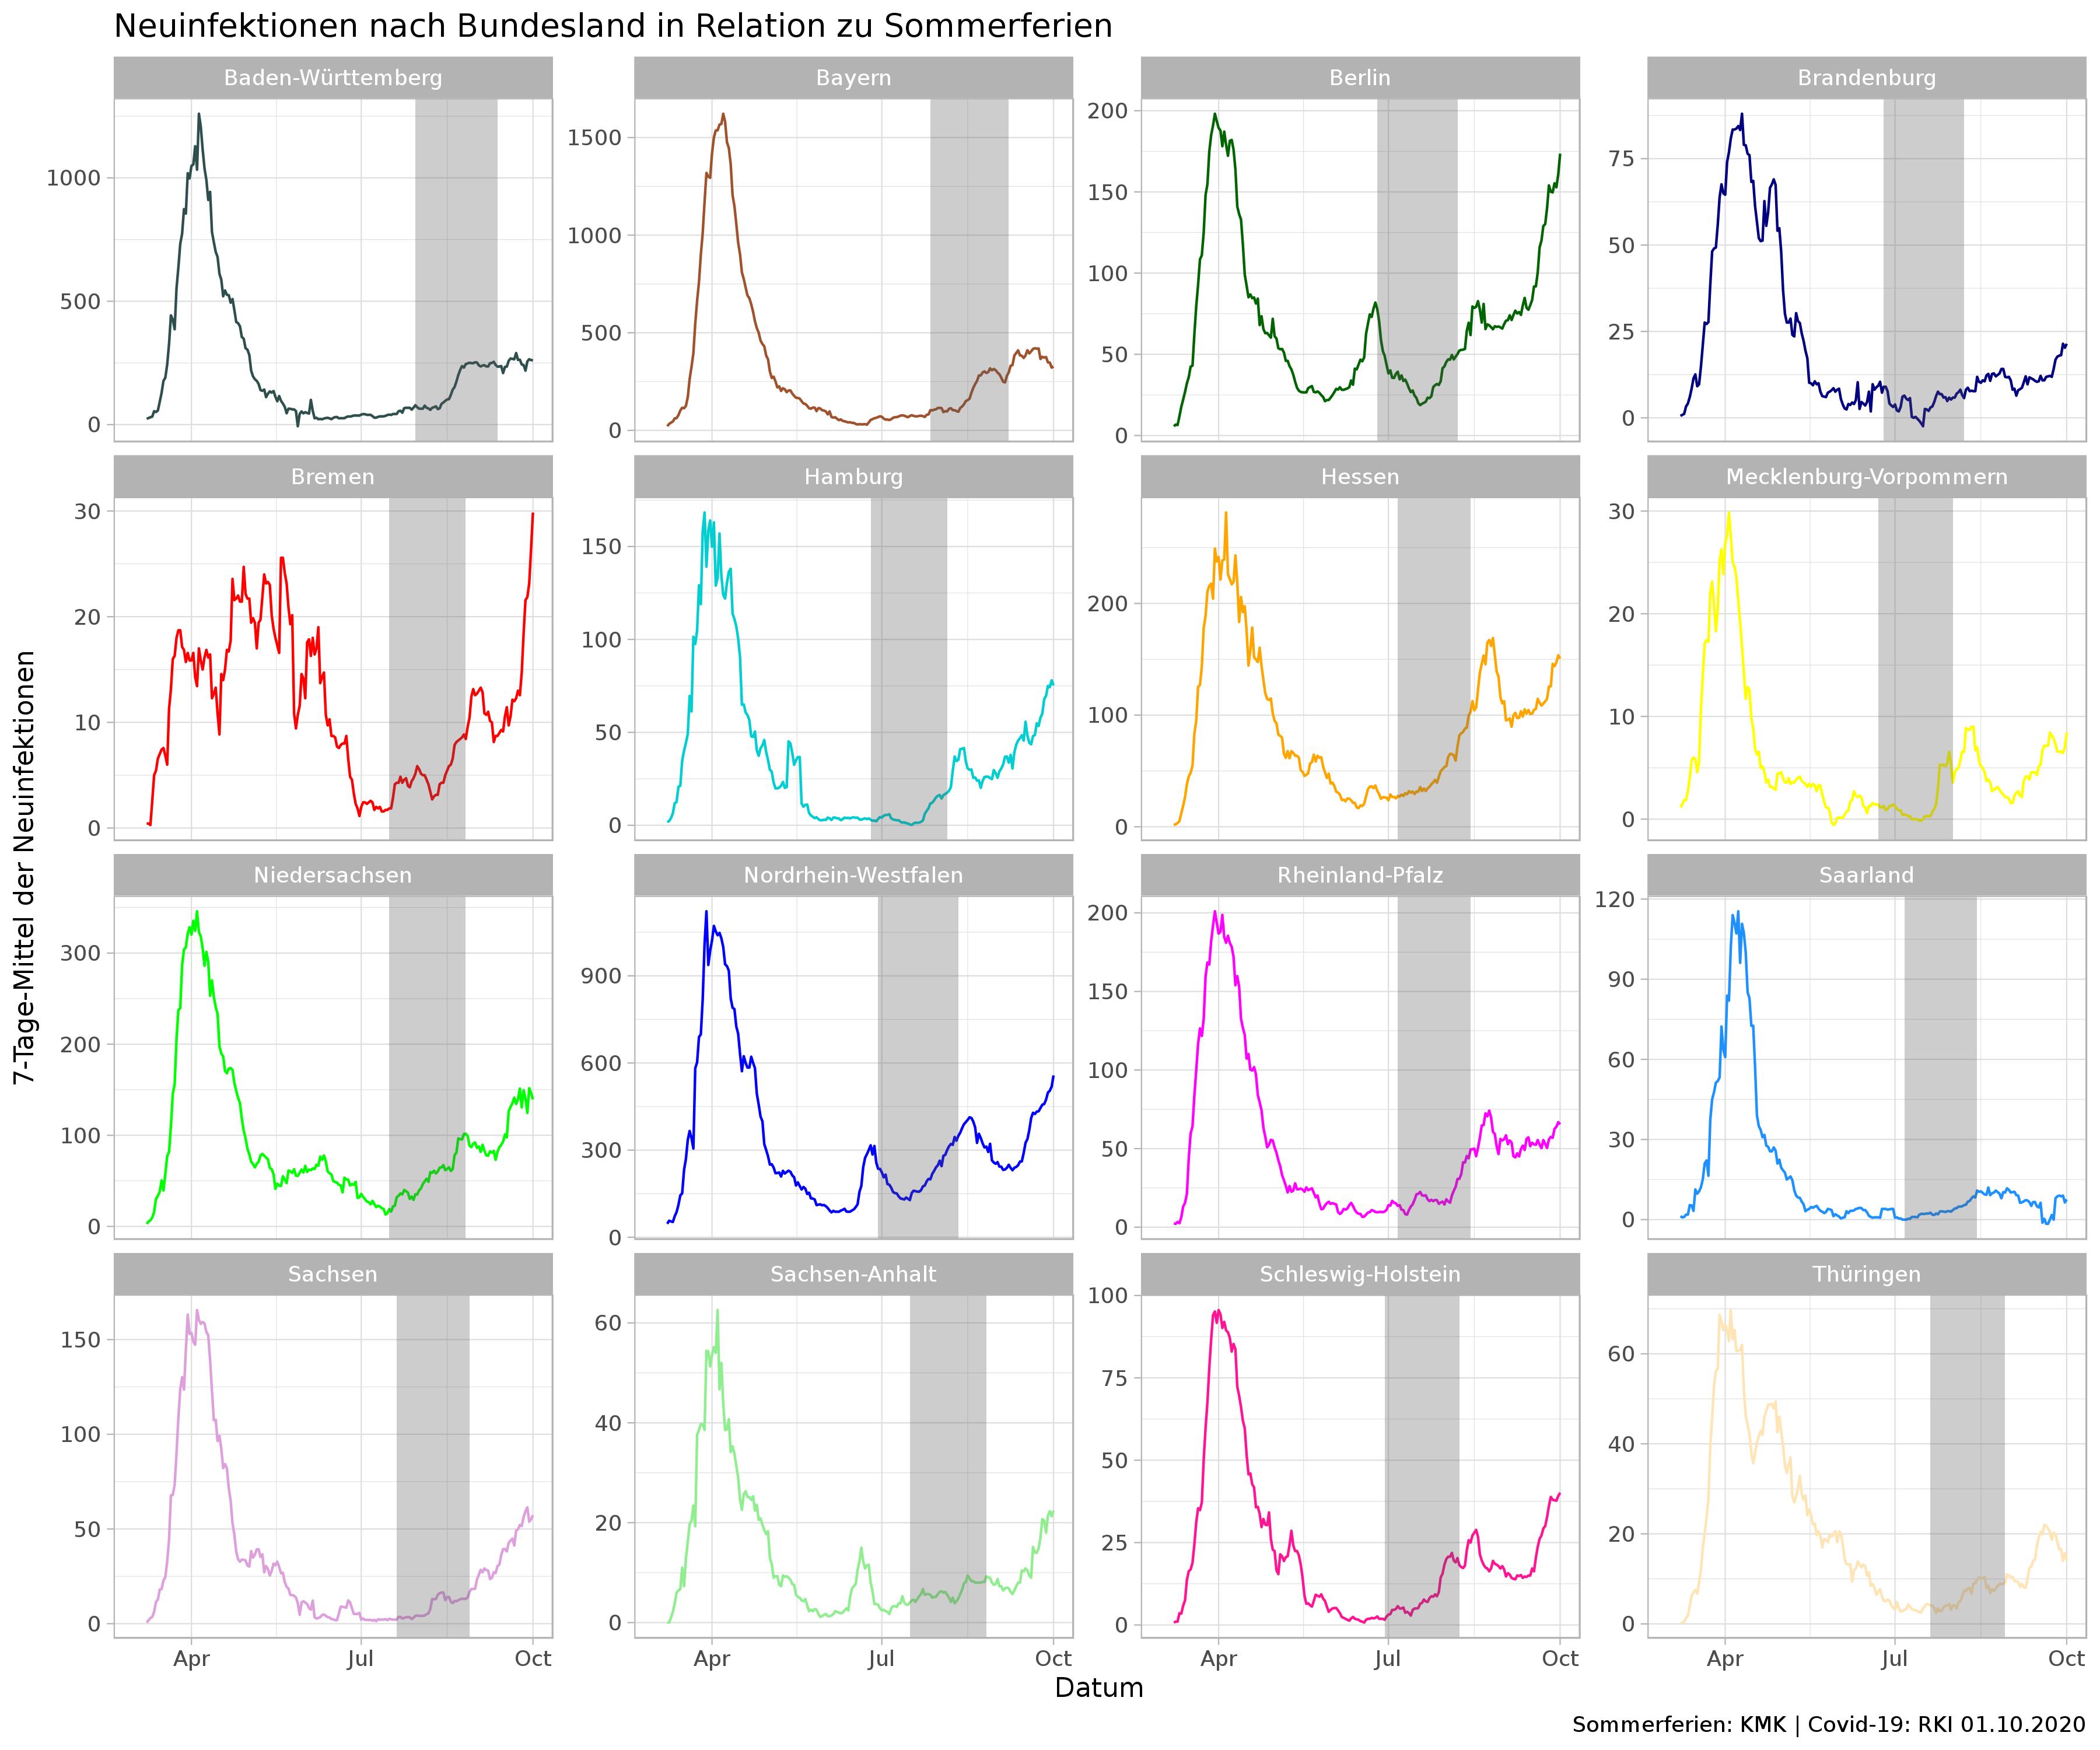 Neuinfektionen nach Bundesland in Relation zu Sommerferien
7-Tage-Mittel der Neuinfektionen
Baden-Württemberg
1000
500
0
Bayern
1500
1000
500
0
Berlin
200
150
100
50
0
Brandenburg
75
50
25
0
Bremen
30
20
10
0
Hamburg
150
100
50
0
Hessen
200
100
0
Mecklenburg-Vorpommern
30
20
10
0
Niedersachsen
300
200
100
0
Nordrhein-Westfalen
900
600
300
0
Rheinland-Pfalz
200
150
100
50
0
Saarland
120
90
60
30
0
Sachsen
150
100
50
0
Apr Jul Oct
Sachsen-Anhalt
60
40
20
0
Apr Jul Oct
Schleswig-Holstein
100
75
50
25
0
Apr Jul Oct
Thüringen
60
40
20
0
Apr Jul Oct
Datum
Sommerferien: KMK | Covid-19: RKI 01.10.2020